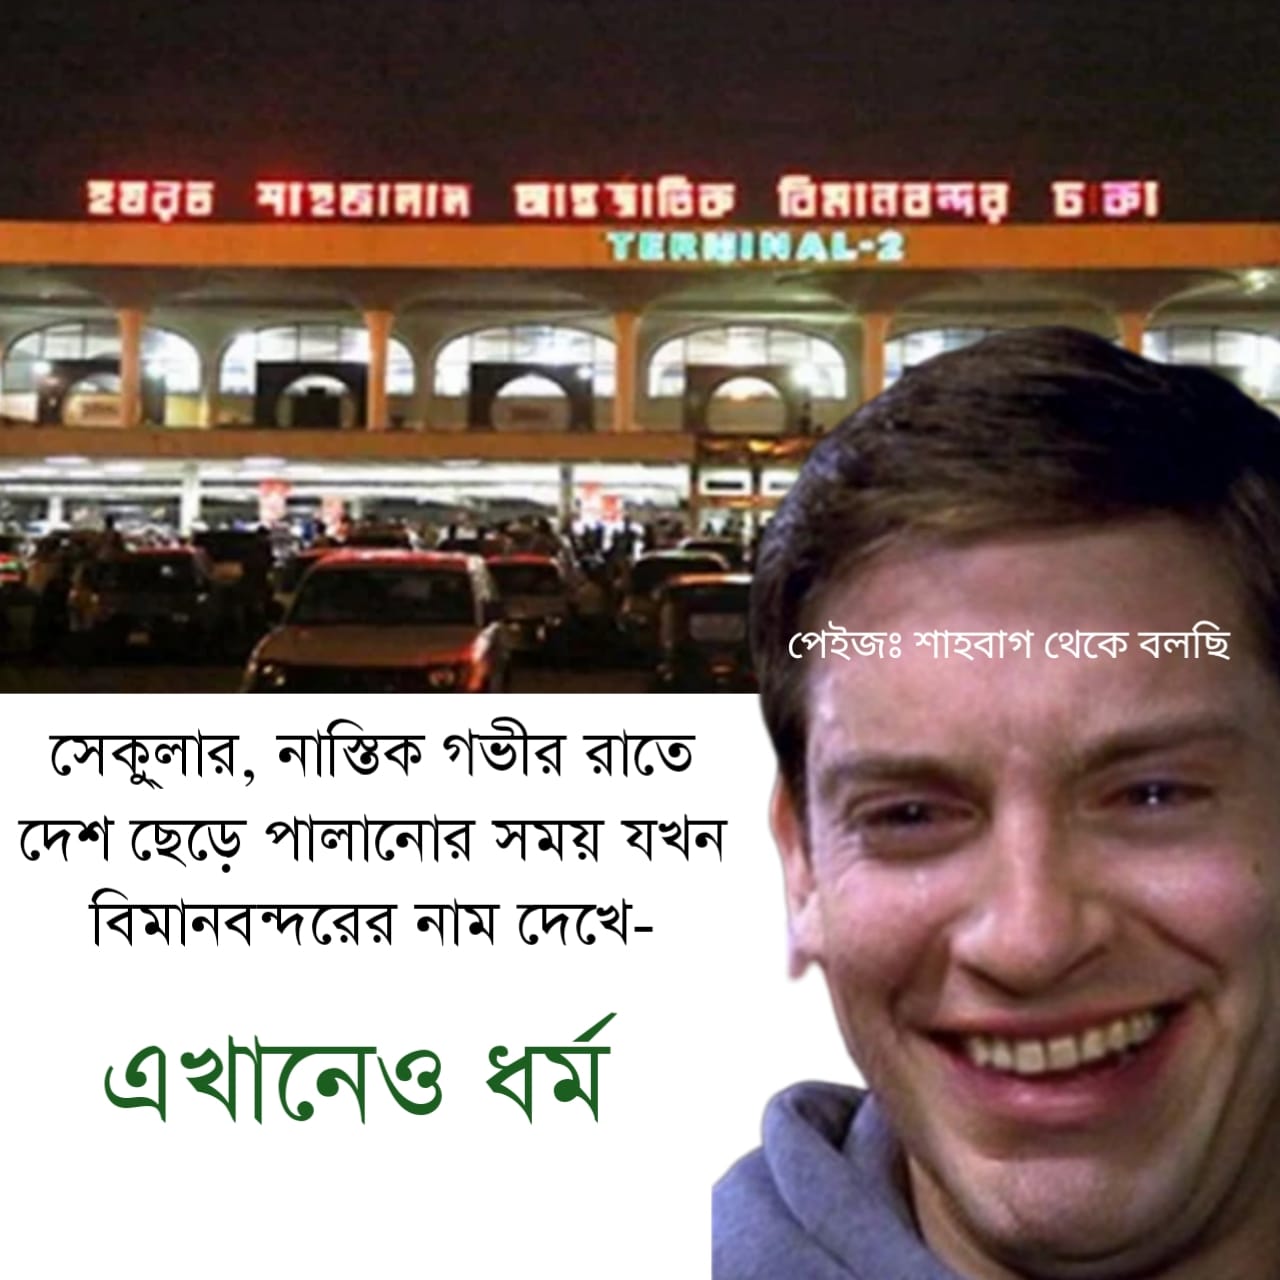 হযরত শাহজালাল আন্তর্জাতিক বিমানবন্দর ঢাকা
TERMINAL-2
পেইজঃ শাহবাগ থেকে বলছি
সেকুলার, নাস্তিক গভীর রাতে
দেশ ছেড়ে পালানোর সময় যখন
বিমানবন্দরের নাম দেখে-
এখানেও ধর্ম